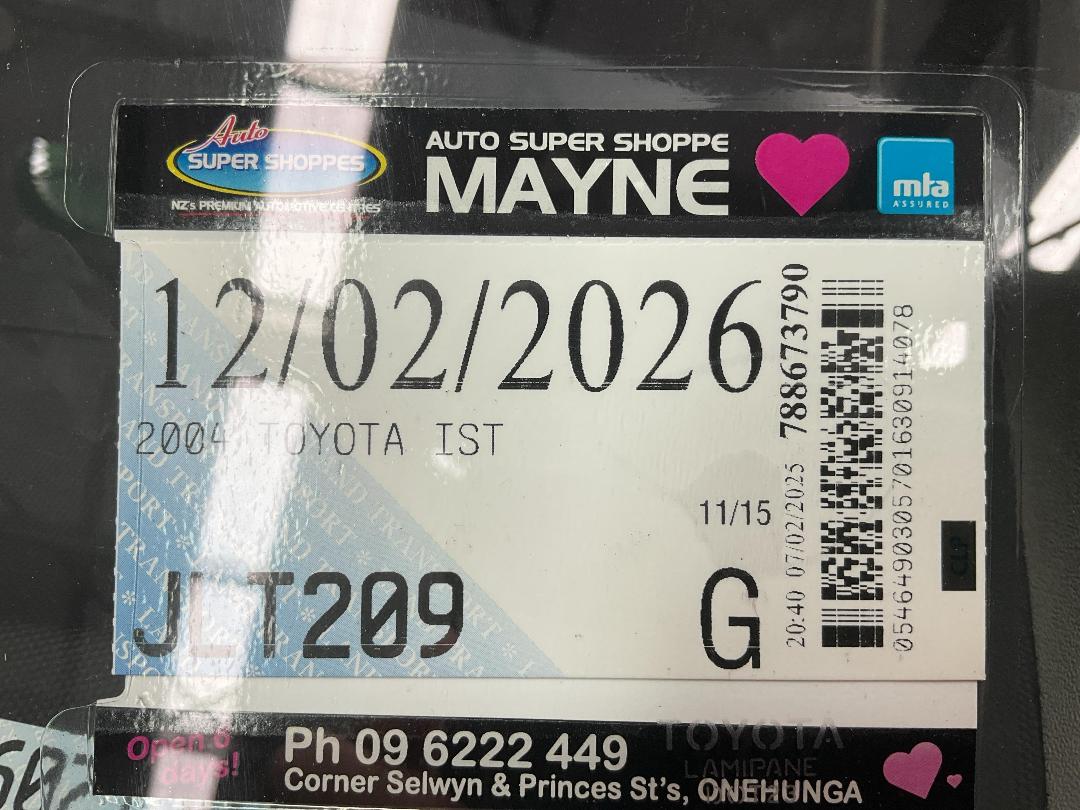 Auto
SUPER SHOPPES
NZ's PREMIUM AUTOMOTIVE CENTRES
AUTO SUPER SHOPPE
MAYNE
mta
ASSURED
12/02/2026
2004 TOYOTA IST
11/15
JLT209
G
788673790
20:40 07/02/2025
05464903057016309114078
Open 6
days!
Ph 09 6222 449
Corner Selwyn & Princes St's, ONEHUNGA
TOYOTA
LAMIPANE